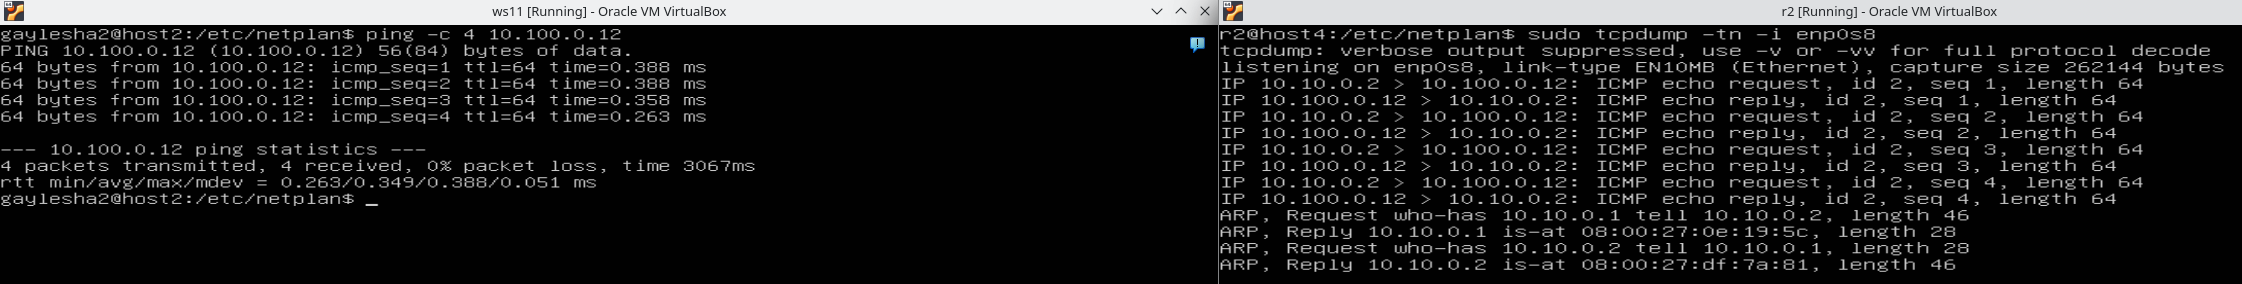 ws11 [Running] - Oracle VM VirtualBox
gaylesha2@host2:/etc/netplan$ ping -c 4 10.100.0.12
PING 10.100.0.12 (10.100.0.12) 56(84) bytes of data.
64 bytes from 10.100.0.12: icmp_seq=1 ttl=64 time=0.388 ms
64 bytes from 10.100.0.12: icmp_seq=2 ttl=64 time=0.388 ms
64 bytes from 10.100.0.12: icmp_seq=3 ttl=64 time=0.358 ms
64 bytes from 10.100.0.12: icmp_seq=4 ttl=64 time=0.263 ms
--- 10.100.0.12 ping statistics ---
4 packets transmitted, 4 received, 0% packet loss, time 3067ms
rtt min/avg/max/mdev = 0.263/0.349/0.388/0.051 ms
gaylesha2@host2:/etc/netplan$ _
r2 [Running] - Oracle VM VirtualBox
r2@host4:/etc/netplan$ sudo tcpdump -tn -i enp0s8
tcpdump: verbose output suppressed, use -v or -vv for full protocol decode
listening on enp0s8, link-type EN10MB (Ethernet), capture size 262144 bytes
IP 10.10.0.2 > 10.100.0.12: ICMP echo request, id 2, seq 1, length 64
IP 10.100.0.12 > 10.10.0.2: ICMP echo reply, id 2, seq 1, length 64
IP 10.10.0.2 > 10.100.0.12: ICMP echo request, id 2, seq 2, length 64
IP 10.100.0.12 > 10.10.0.2: ICMP echo reply, id 2, seq 2, length 64
IP 10.10.0.2 > 10.100.0.12: ICMP echo request, id 2, seq 3, length 64
IP 10.100.0.12 > 10.10.0.2: ICMP echo reply, id 2, seq 3, length 64
IP 10.10.0.2 > 10.100.0.12: ICMP echo request, id 2, seq 4, length 64
IP 10.100.0.12 > 10.10.0.2: ICMP echo reply, id 2, seq 4, length 64
ARP, Request who-has 10.10.0.1 tell 10.10.0.2, length 46
ARP, Reply 10.10.0.1 is-at 08:00:27:0e:19:5c, length 28
ARP, Request who-has 10.10.0.2 tell 10.10.0.1, length 28
ARP, Reply 10.10.0.2 is-at 08:00:27:df:7a:81, length 46